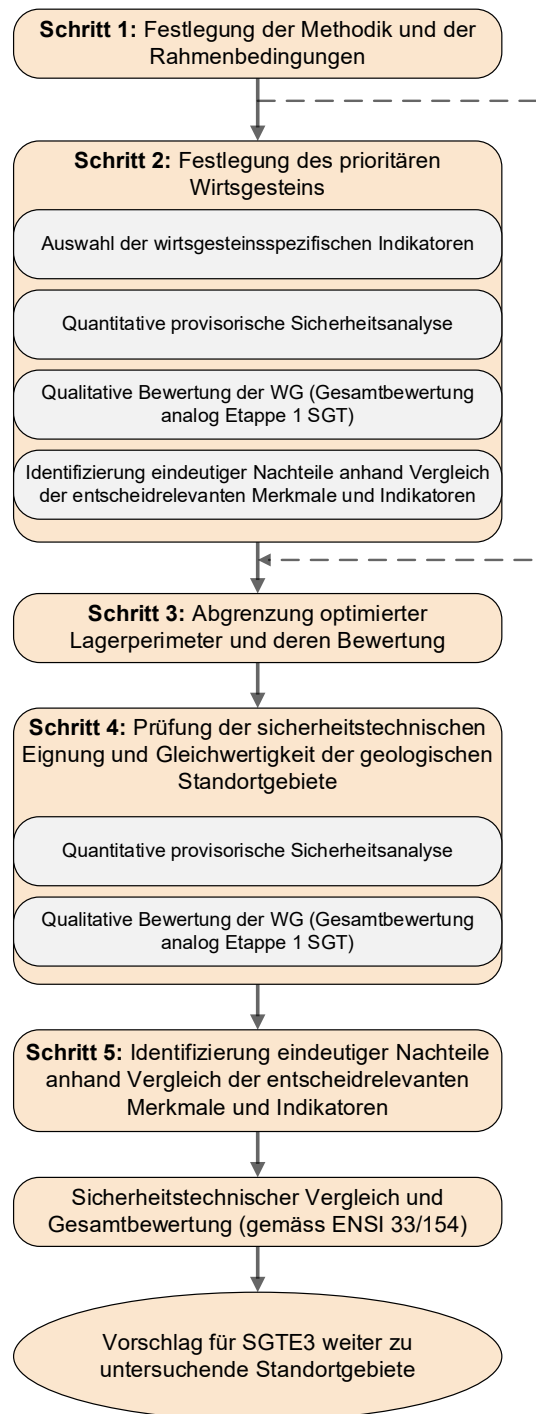 Schritt 1: Festlegung der Methodik und der
Rahmenbedingungen
Schritt 2: Festlegung des prioritären
Wirtsgesteins
Auswahl der wirtsgesteinsspezifischen Indikatoren
Quantitative provisorische Sicherheitsanalyse
Qualitative Bewertung der WG (Gesamtbewertung
analog Etappe 1 SGT)
Identifizierung eindeutiger Nachteile anhand Vergleich
der entscheidrelevanten Merkmale und Indikatoren
Schritt 3: Abgrenzung optimierter
Lagerperimeter und deren Bewertung
Schritt 4: Prüfung der sicherheitstechnischen
Eignung und Gleichwertigkeit der geologischen
Standortgebiete
Quantitative provisorische Sicherheitsanalyse
Qualitative Bewertung der WG (Gesamtbewertung
analog Etappe 1 SGT)
Schritt 5: Identifizierung eindeutiger Nachteile
anhand Vergleich der entscheidrelevanten
Merkmale und Indikatoren
Sicherheitstechnischer Vergleich und
Gesamtbewertung (gemäss ENSI 33/154)
Vorschlag für SGTE3 weiter zu
untersuchende Standortgebiete